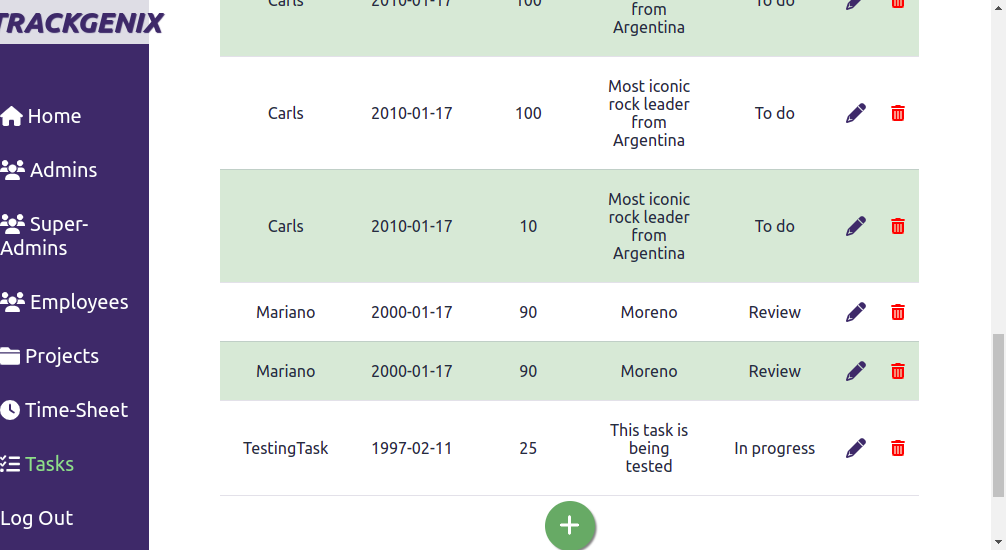 TRACKGENIX
Home
Admins
Super-
Admins
Employees
Projects
Time-Sheet
Tasks
Log Out
Carls 2010-01-17 100 from To do
Argentina
Most iconic
rock leader
Carls 2010-01-17 100 from To do
Argentina
Most iconic
rock leader
Carls 2010-01-17 10 from To do
Argentina
Mariano 2000-01-17 90 Moreno Review
Mariano 2000-01-17 90 Moreno Review
This task is
TestingTask 1997-02-11 25 being In progress
tested